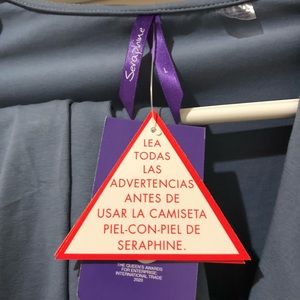 Seraphine
L
LEA
TODAS
LAS
ADVERTENCIAS
ANTES DE
USAR LA CAMISETA
PIEL-CON-PIEL DE
SERAPHINE.
THE QUEEN'S AWARDS
FOR ENTERPRISE:
INTERNATIONAL TRADE
2020